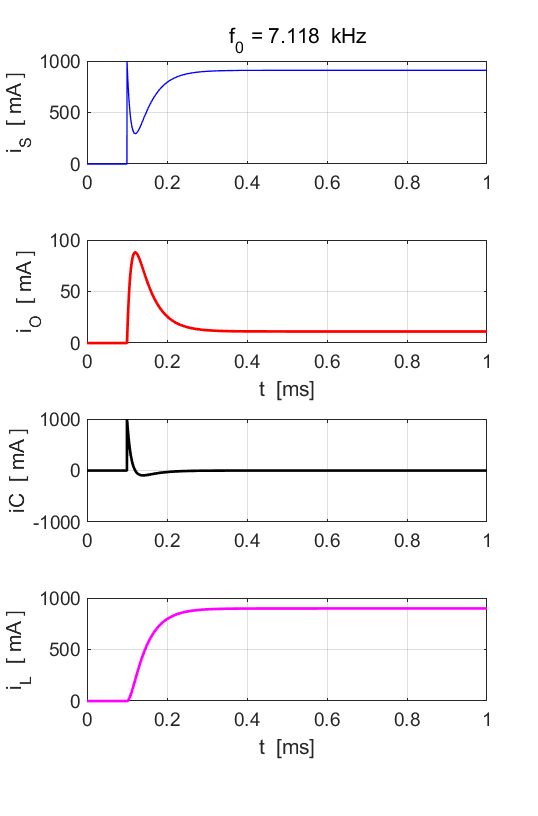 f0 = 7.118 kHz
1000
500
0
iS [ mA ]
0 0.2 0.4 0.6 0.8 1
100
50
0
iO [ mA ]
0 0.2 0.4 0.6 0.8 1
t [ms]
1000
0
-1000
iC [ mA ]
0 0.2 0.4 0.6 0.8 1
1000
500
0
iL [ mA ]
0 0.2 0.4 0.6 0.8 1
t [ms]